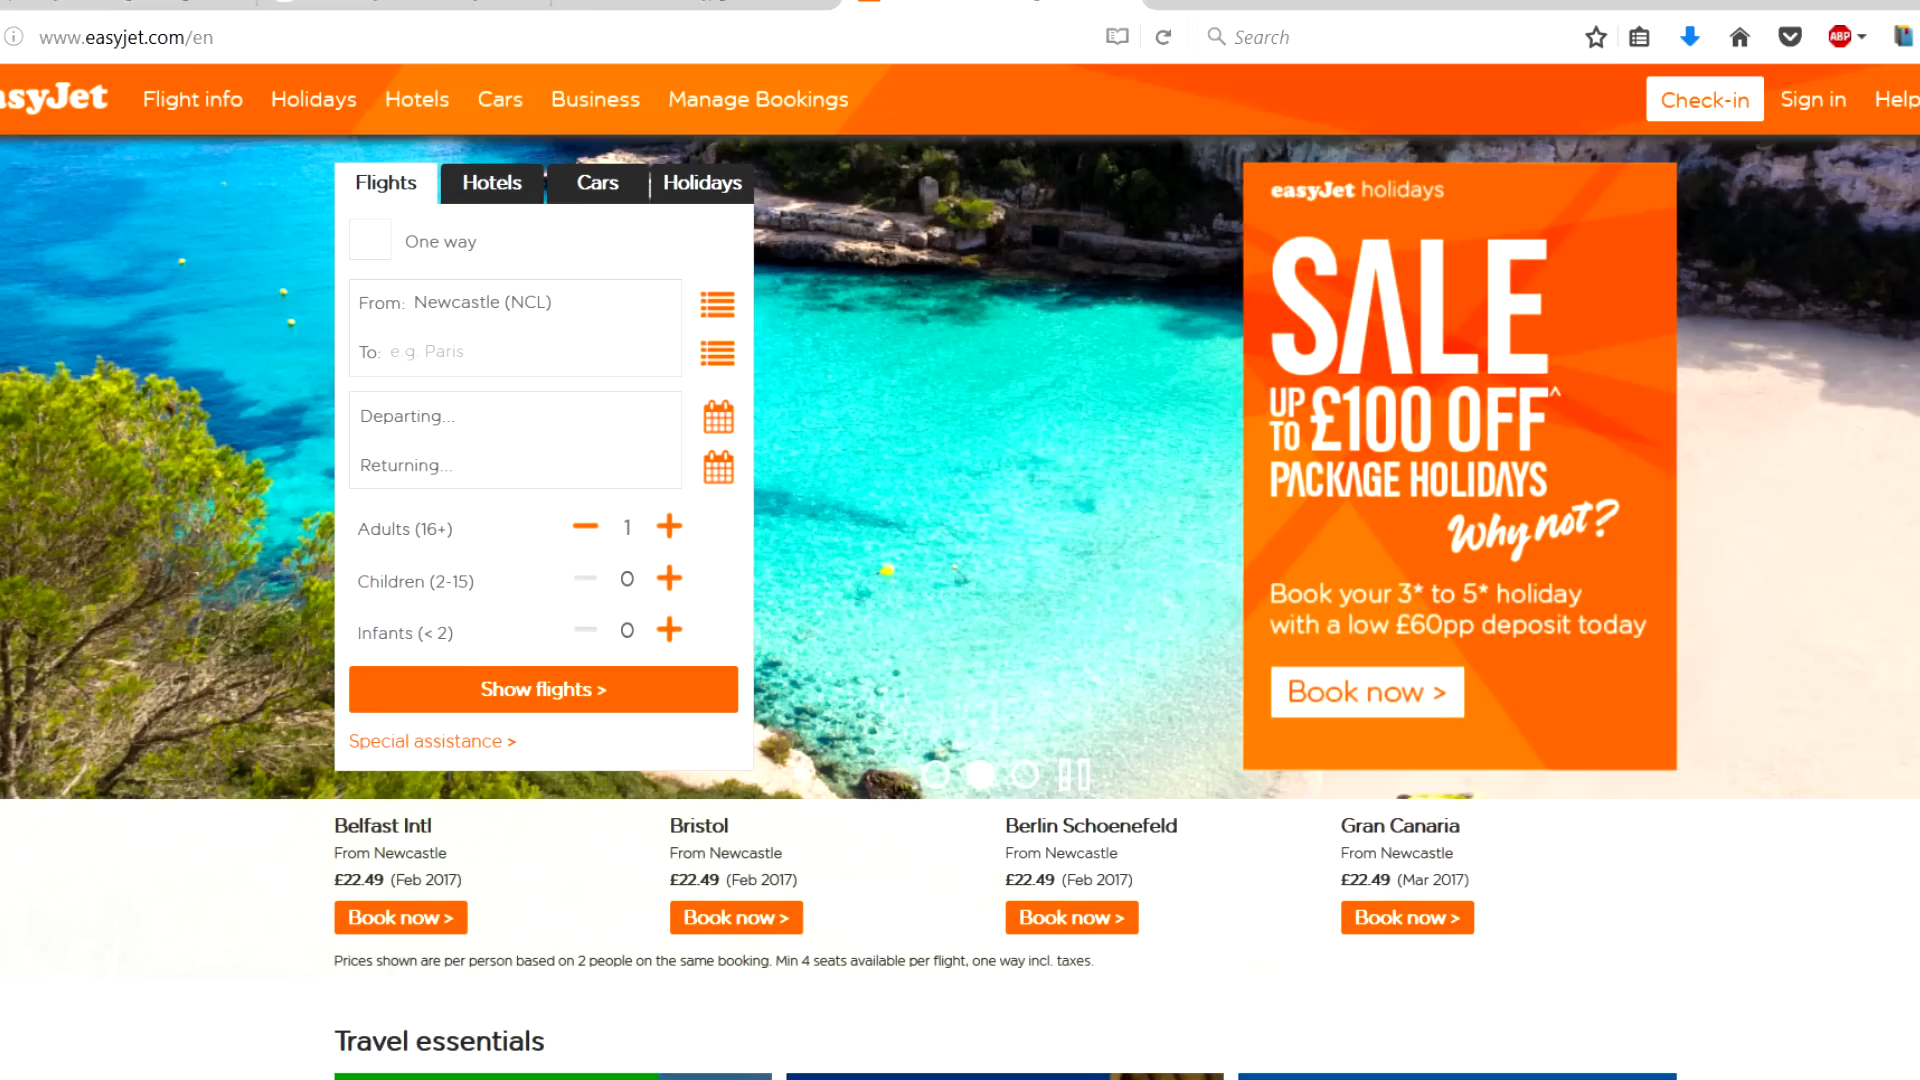 www.easyjet.com/en
Search
ABP
asyJet Flight info Holidays Hotels Cars Business Manage Bookings Check-in Sign in Help
Flights Hotels Cars Holidays
One way
From: Newcastle (NCL)
To: e.g. Paris
Departing...
Returning...
Adults (16+) 1
Children (2-15) 0
Infants (< 2) 0
Show flights >
Special assistance >
easyJet holidays
SALE
UP TO £100 OFF^
PACKAGE HOLIDAYS
Why not?
Book your 3* to 5* holiday
with a low £60pp deposit today
Book now >
Belfast Intl
From Newcastle
£22.49 (Feb 2017)
Book now >
Bristol
From Newcastle
£22.49 (Feb 2017)
Book now >
Berlin Schoenefeld
From Newcastle
£22.49 (Feb 2017)
Book now >
Gran Canaria
From Newcastle
£22.49 (Mar 2017)
Book now >
Prices shown are per person based on 2 people on the same booking. Min 4 seats available per flight, one way incl. taxes.
Travel essentials